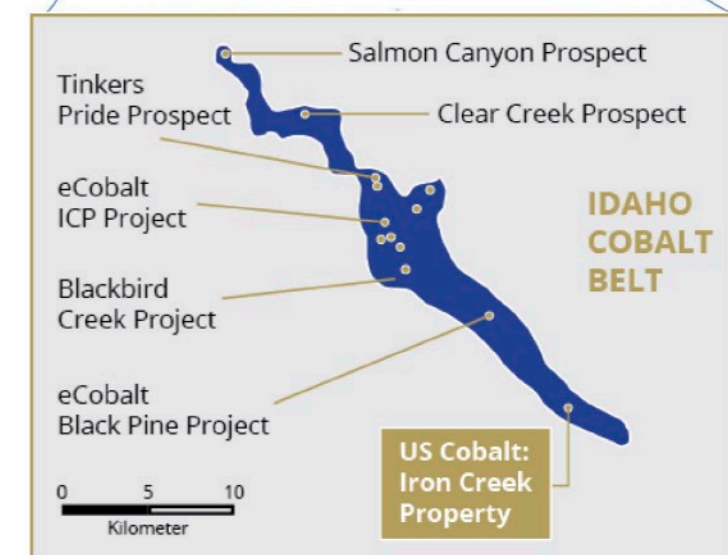 Salmon Canyon Prospect
Tinkers
Pride Prospect
Clear Creek Prospect
eCobalt
ICP Project
IDAHO
COBALT
BELT
Blackbird
Creek Project
eCobalt
Black Pine Project
US Cobalt:
Iron Creek
Property
0 5 10
Kilometer